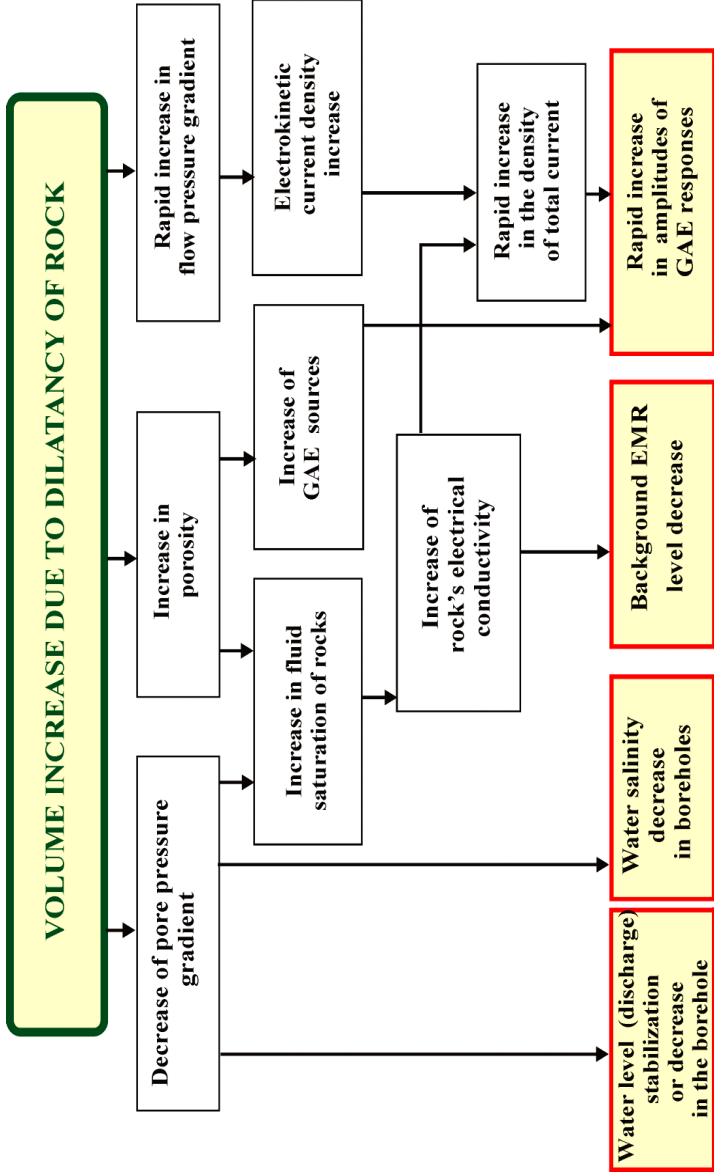 VOLUME INCREASE DUE TO DILATANCY OF ROCK
Decrease of pore pressure
gradient
Increase in
porosity
Rapid increase in
flow pressure gradient
Increase in fluid
saturation of rocks
Increase of
GAE sources
Electrokinetic
current density
increase
Increase of
rock's electrical
conductivity
Rapid increase
in the density
of total current
Water level (discharge)
stabilization
or decrease
in the borehole
Water salinity
decrease
in boreholes
Background EMR
level decrease
Rapid increase
in amplitudes of
GAE responses